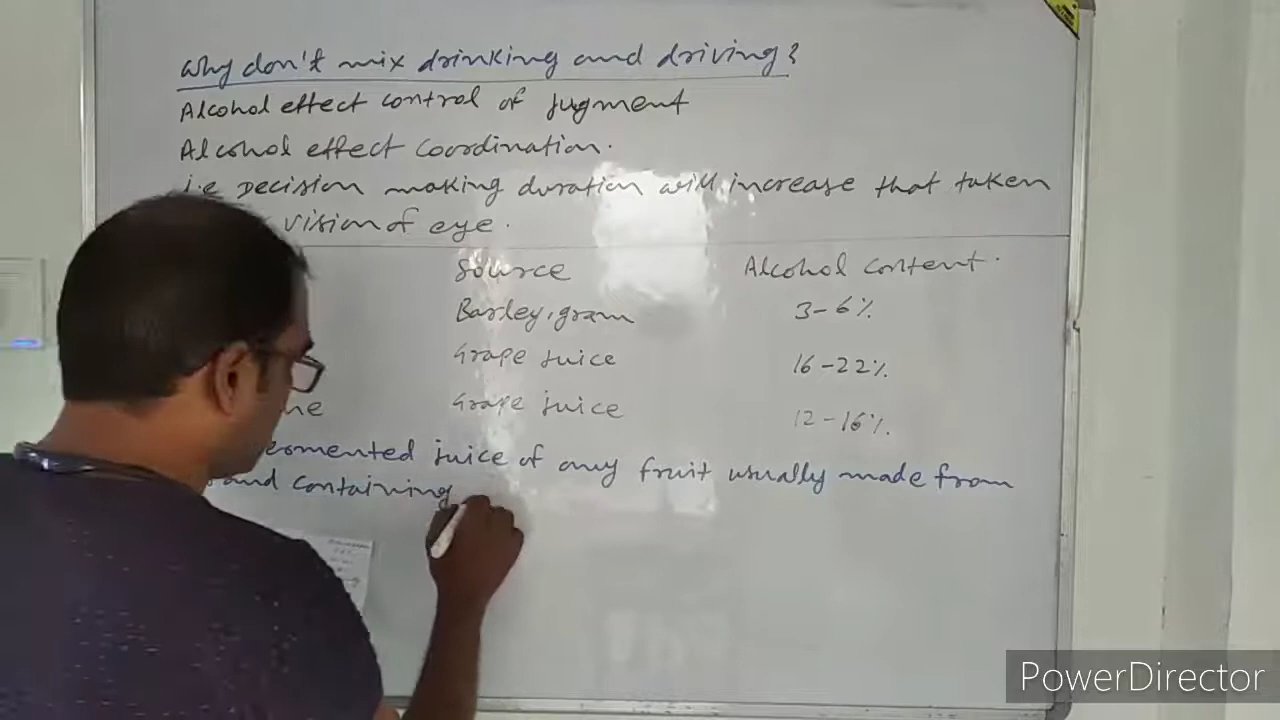 Why don't mix drinking and driving?
Alcohol effect control of jugment
Alcohol effect Coordination.
i.e Decision making duration will increase that taken
vision of eye.
Source Alcohol content.
Barley, gram 3-6%.
Grape juice 16-22%.
Grape juice 12-16%.
juice of any fruit usually made from
and containing
PowerDirector